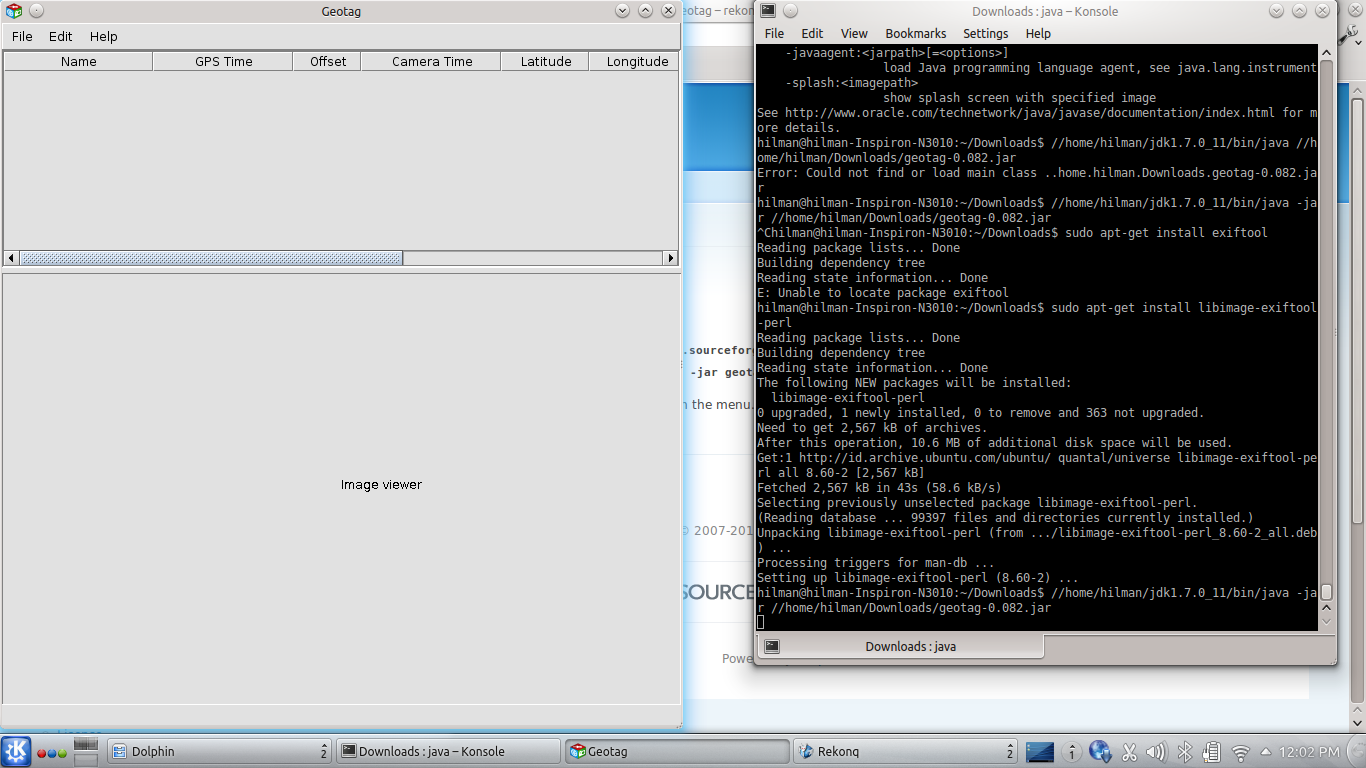 Geotag
File Edit Help
Name GPS Time Offset Camera Time Latitude Longitude
Image viewer
eotag – rekon
.sourceforg
-jar geot
n the menu.
© 2007-201
SOURCE
Powe
Downloads : java – Konsole
File Edit View Bookmarks Settings Help
-javaagent:<jarpath>[=<options>]
load Java programming language agent, see java.lang.instrument
-splash:<imagepath>
show splash screen with specified image
See http://www.oracle.com/technetwork/java/javase/documentation/index.html for m
ore details.
hilman@hilman-Inspiron-N3010:~/Downloads$ //home/hilman/jdk1.7.0_11/bin/java //h
ome/hilman/Downloads/geotag-0.082.jar
Error: Could not find or load main class ..home.hilman.Downloads.geotag-0.082.ja
r
hilman@hilman-Inspiron-N3010:~/Downloads$ //home/hilman/jdk1.7.0_11/bin/java -ja
r //home/hilman/Downloads/geotag-0.082.jar
^Chilman@hilman-Inspiron-N3010:~/Downloads$ sudo apt-get install exiftool
Reading package lists... Done
Building dependency tree
Reading state information... Done
E: Unable to locate package exiftool
hilman@hilman-Inspiron-N3010:~/Downloads$ sudo apt-get install libimage-exiftool
-perl
Reading package lists... Done
Building dependency tree
Reading state information... Done
The following NEW packages will be installed:
libimage-exiftool-perl
0 upgraded, 1 newly installed, 0 to remove and 363 not upgraded.
Need to get 2,567 kB of archives.
After this operation, 10.6 MB of additional disk space will be used.
Get:1 http://id.archive.ubuntu.com/ubuntu/ quantal/universe libimage-exiftool-pe
rl all 8.60-2 [2,567 kB]
Fetched 2,567 kB in 43s (58.6 kB/s)
Selecting previously unselected package libimage-exiftool-perl.
(Reading database ... 99397 files and directories currently installed.)
Unpacking libimage-exiftool-perl (from .../libimage-exiftool-perl_8.60-2_all.deb
) ...
Processing triggers for man-db ...
Setting up libimage-exiftool-perl (8.60-2) ...
hilman@hilman-Inspiron-N3010:~/Downloads$ //home/hilman/jdk1.7.0_11/bin/java -ja
r //home/hilman/Downloads/geotag-0.082.jar
Downloads : java
Dolphin 2 Downloads : java – Konsole Geotag Rekonq 2 1 12:02 PM